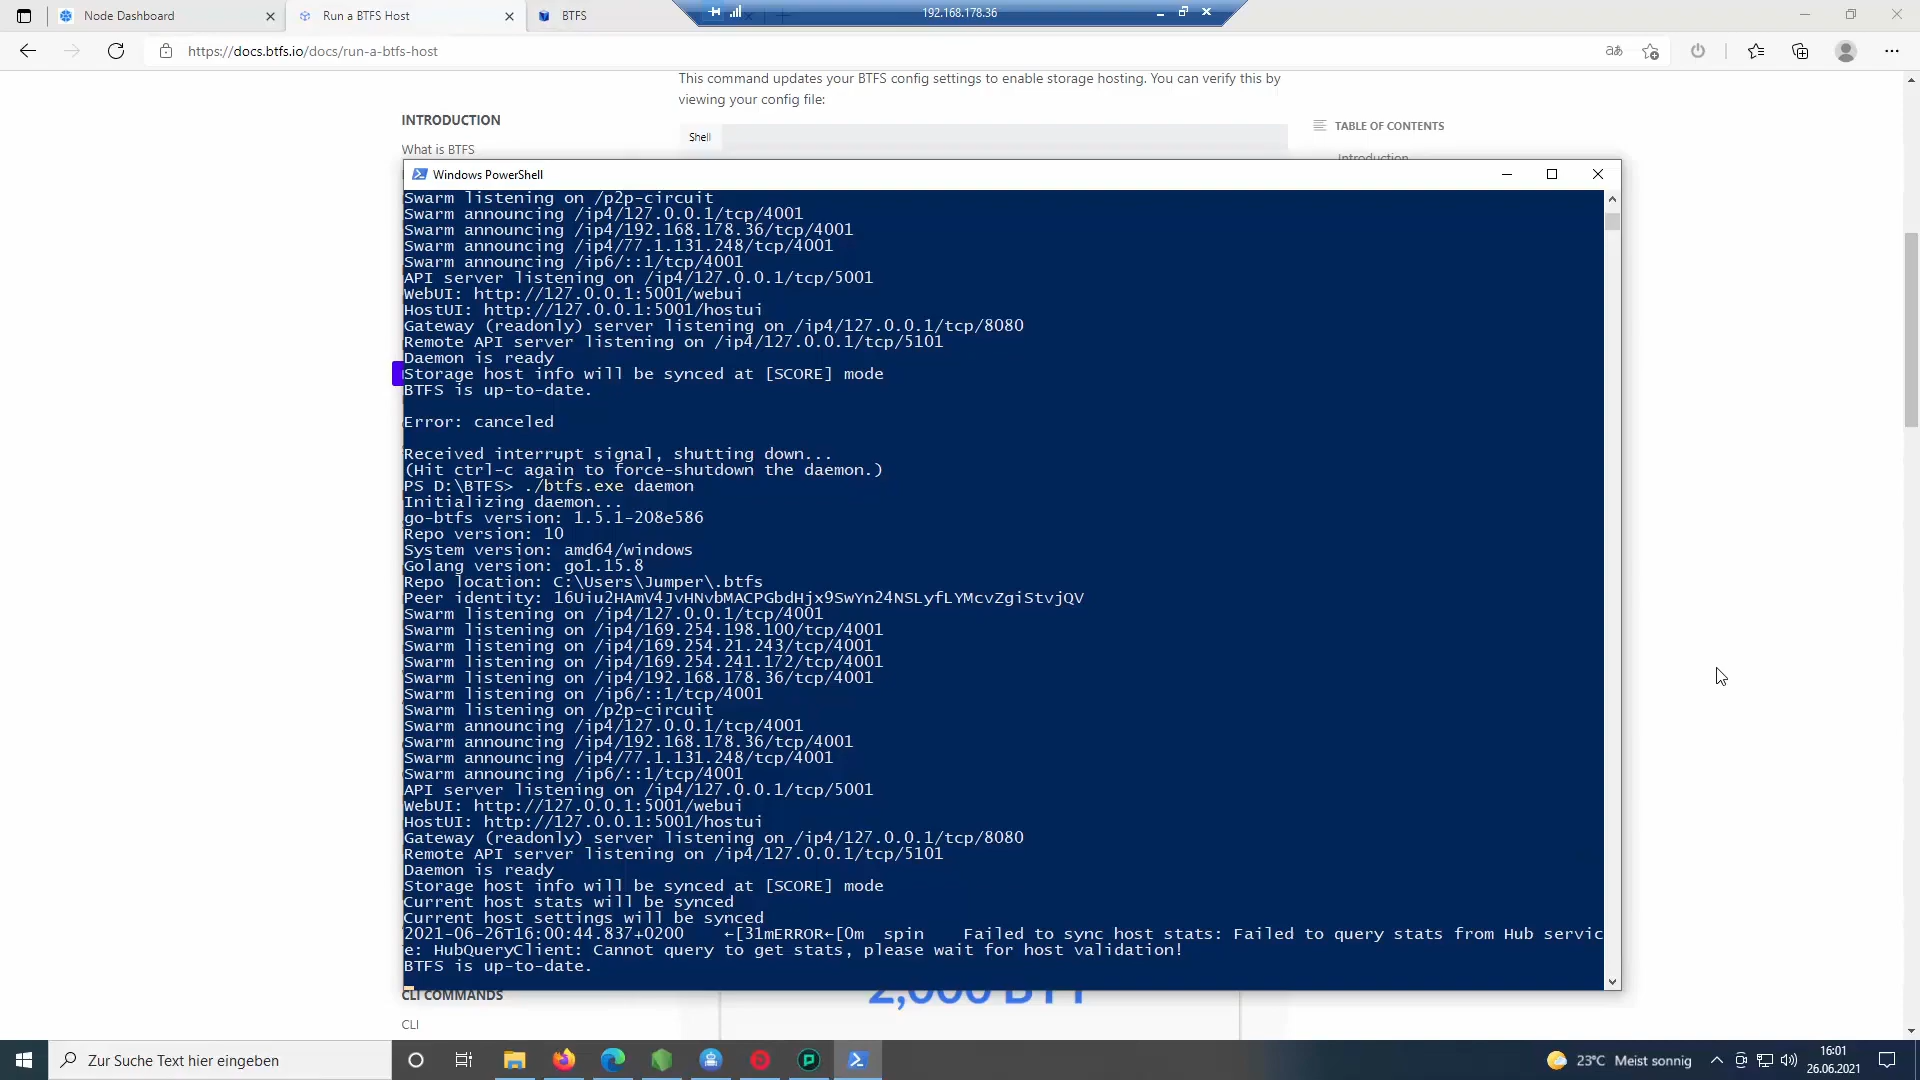 Node Dashboard
Run a BTFS Host
BTFS
192.168.178.36
https://docs.btfs.io/docs/run-a-btfs-host
This command updates your BTFS config settings to enable storage hosting. You can verify this by
viewing your config file:
INTRODUCTION
What is BTFS
Shell
TABLE OF CONTENTS
Introduction
Windows PowerShell
Swarm listening on /p2p-circuit
Swarm announcing /ip4/127.0.0.1/tcp/4001
Swarm announcing /ip4/192.168.178.36/tcp/4001
Swarm announcing /ip4/77.1.131.248/tcp/4001
Swarm announcing /ip6/::1/tcp/4001
API server listening on /ip4/127.0.0.1/tcp/5001
WebUI: http://127.0.0.1:5001/webui
HostUI: http://127.0.0.1:5001/hostui
Gateway (readonly) server listening on /ip4/127.0.0.1/tcp/8080
Remote API server listening on /ip4/127.0.0.1/tcp/5101
Daemon is ready
Storage host info will be synced at [SCORE] mode
BTFS is up-to-date.
Error: canceled
Received interrupt signal, shutting down...
(Hit ctrl-c again to force-shutdown the daemon.)
PS D:\BTFS> ./btfs.exe daemon
Initializing daemon...
go-btfs version: 1.5.1-208e586
Repo version: 10
System version: amd64/windows
Golang version: go1.15.8
Repo location: C:\Users\Jumper\.btfs
Peer identity: 16Uiu2HAmV4JvHNvbMACPGbdHjx9SwYn24NSLyfLYMcvZgiStvjQV
Swarm listening on /ip4/127.0.0.1/tcp/4001
Swarm listening on /ip4/169.254.198.100/tcp/4001
Swarm listening on /ip4/169.254.21.243/tcp/4001
Swarm listening on /ip4/169.254.241.172/tcp/4001
Swarm listening on /ip4/192.168.178.36/tcp/4001
Swarm listening on /ip6/::1/tcp/4001
Swarm listening on /p2p-circuit
Swarm announcing /ip4/127.0.0.1/tcp/4001
Swarm announcing /ip4/192.168.178.36/tcp/4001
Swarm announcing /ip4/77.1.131.248/tcp/4001
Swarm announcing /ip6/::1/tcp/4001
API server listening on /ip4/127.0.0.1/tcp/5001
WebUI: http://127.0.0.1:5001/webui
HostUI: http://127.0.0.1:5001/hostui
Gateway (readonly) server listening on /ip4/127.0.0.1/tcp/8080
Remote API server listening on /ip4/127.0.0.1/tcp/5101
Daemon is ready
Storage host info will be synced at [SCORE] mode
Current host stats will be synced
Current host settings will be synced
2021-06-26T16:00:44.837+0200    ←[31mERROR←[0m  spin    Failed to sync host stats: Failed to query stats from Hub servic
e: HubQueryClient: Cannot query to get stats, please wait for host validation!
BTFS is up-to-date.
2,000 BTT
CLI COMMANDS
CLI
Zur Suche Text hier eingeben
23°C Meist sonnig
16:01
26.06.2021